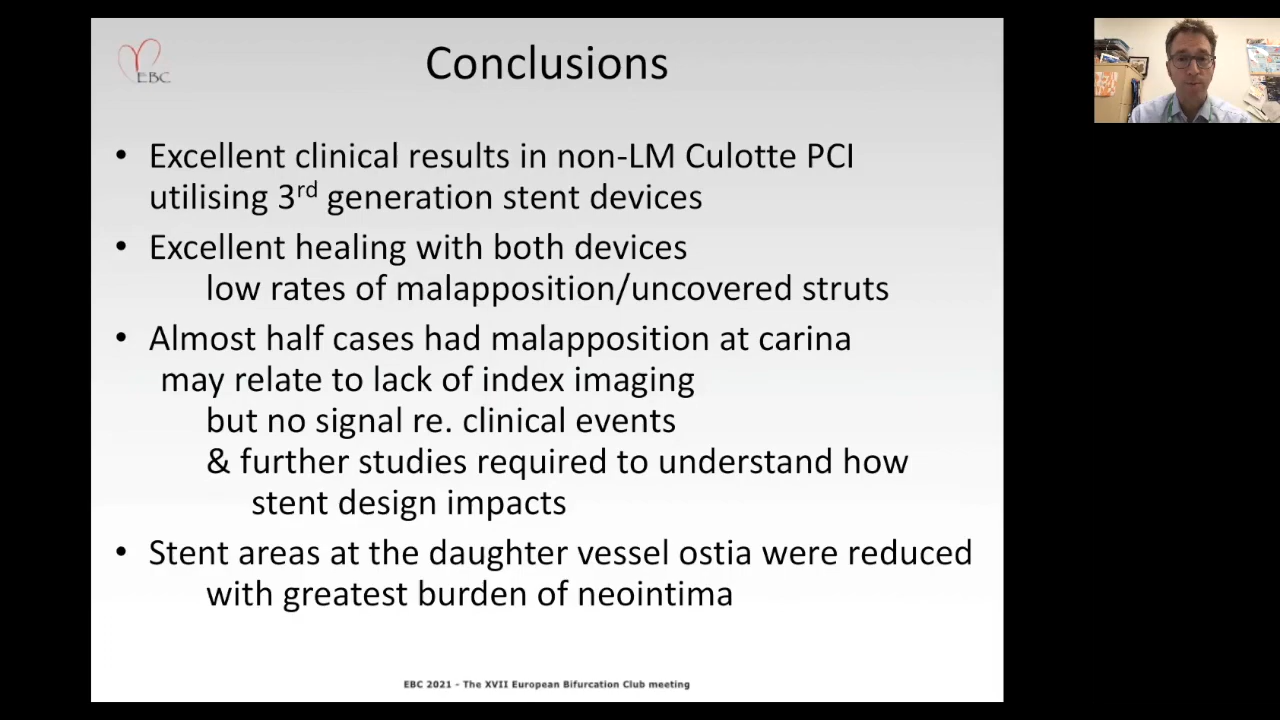 EBC
Conclusions
• Excellent clinical results in non-LM Culotte PCI
utilising 3rd generation stent devices
• Excellent healing with both devices
low rates of malapposition/uncovered struts
• Almost half cases had malapposition at carina
may relate to lack of index imaging
but no signal re. clinical events
& further studies required to understand how
stent design impacts
• Stent areas at the daughter vessel ostia were reduced
with greatest burden of neointima
EBC 2021 - The XVII European Bifurcation Club meeting